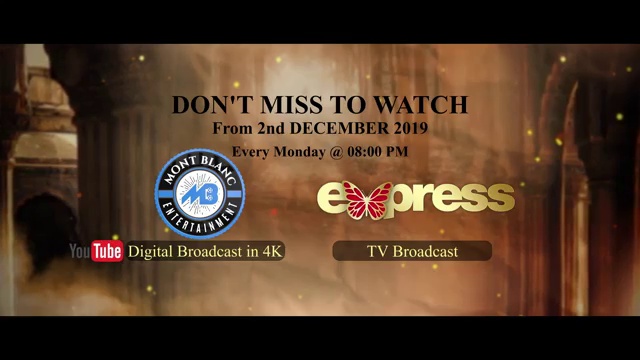 DON'T MISS TO WATCH
From 2nd DECEMBER 2019
Every Monday @ 08:00 PM
MONT BLANC
MB
ENTERTAINMENT
express
YouTube Digital Broadcast in 4K
TV Broadcast